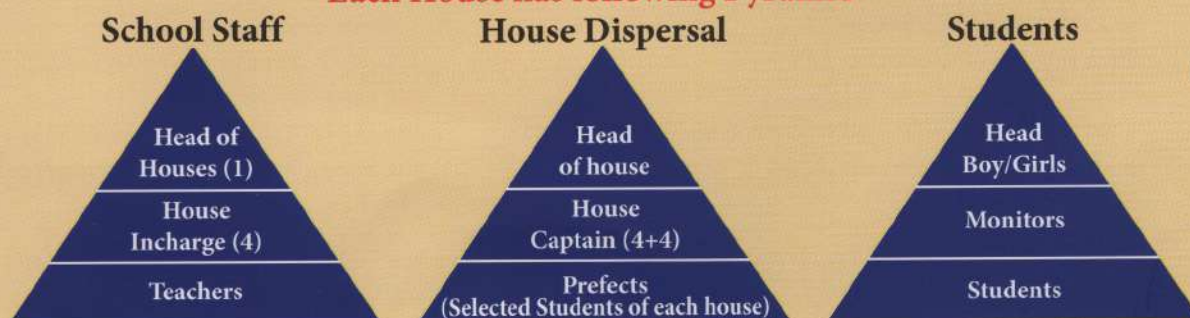 School Staff
Head of
Houses (1)
House
Incharge (4)
Teachers
House Dispersal
Head
of house
House
Captain (4+4)
Prefects
(Selected Students of each house)
Students
Head
Boy/Girls
Monitors
Students